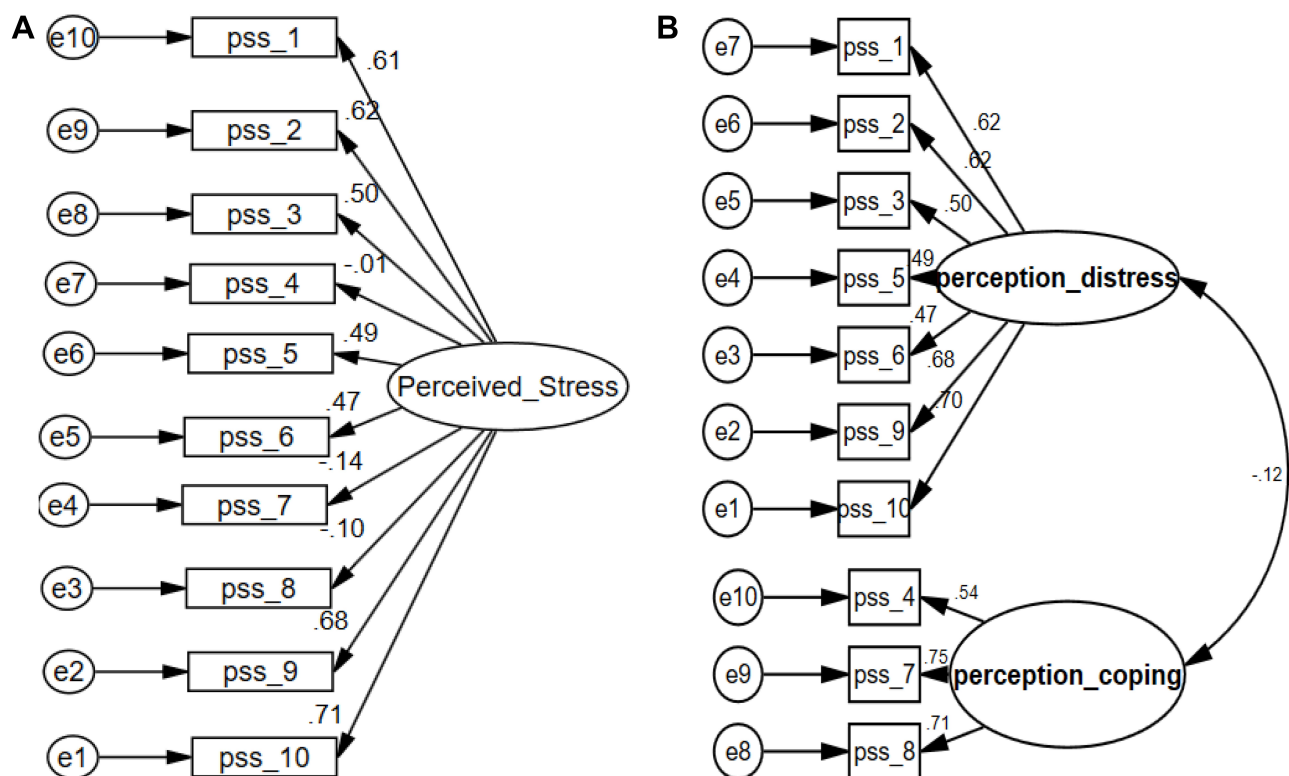 A
e10 pss_1
.61
e9 pss_2
.62
e8 pss_3
.50
e7 pss_4
-.01
e6 pss_5
.49
e5 pss_6
.47
e4 pss_7
-.14
e3 pss_8
-.10
e2 pss_9
.68
e1 pss_10
.71
Perceived_Stress
B
e7 pss_1
.62
e6 pss_2
.62
e5 pss_3
.50
e4 pss_5
.49
e3 pss_6
.47
e2 pss_9
.68
e1 pss_10
.70
perception_distress
-.12
e10 pss_4
.54
e9 pss_7
.75
e8 pss_8
.71
perception_coping